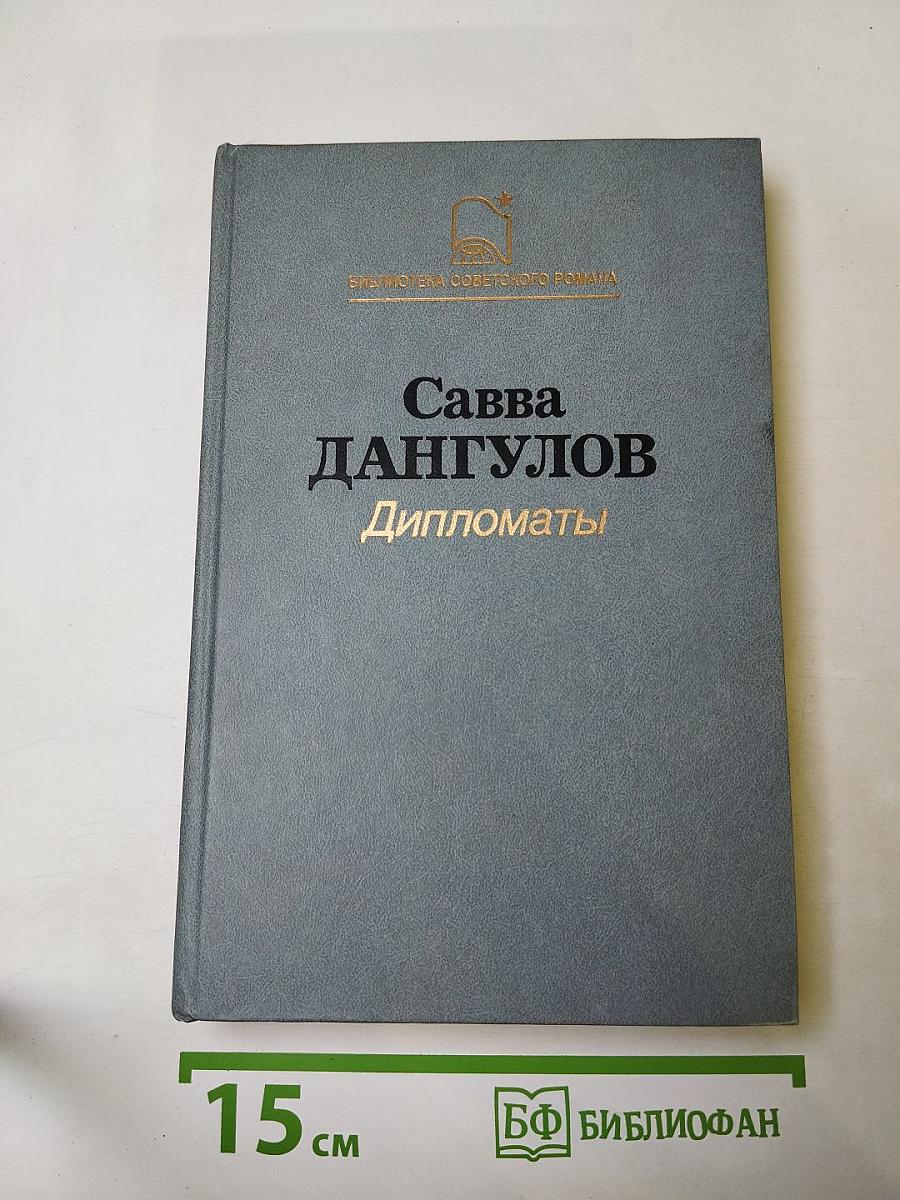 БИБЛИОТЕКА СОВЕТСКОГО РОМАНА
Савва
ДАНГУЛОВ
Дипломаты
15 см
БФ БИБЛИОФАН